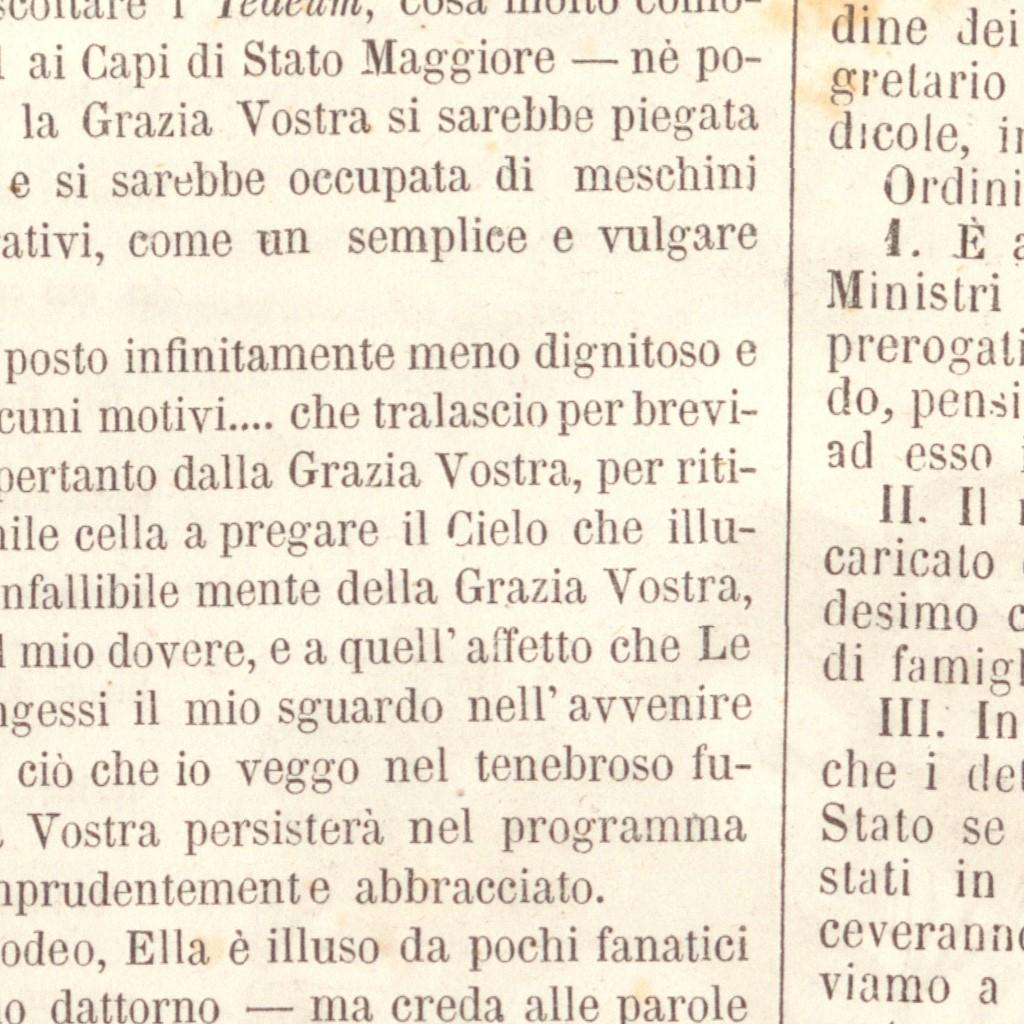 i Tedeum, cosa molto como-
ai Capi di Stato Maggiore — nè po-
la Grazia Vostra si sarebbe piegata
e si sarebbe occupata di meschini
ativi, come un semplice e vulgare
posto infinitamente meno dignitoso e
cuni motivi.... che tralascio per brevi-
pertanto dalla Grazia Vostra, per riti-
ile cella a pregare il Cielo che illu-
nfallibile mente della Grazia Vostra,
mio dovere, e a quell' affetto che Le
ngessi il mio sguardo nell' avvenire
ciò che io veggo nel tenebroso fu-
Vostra persisterà nel programma
mprudentemente abbracciato.
odeo, Ella è illuso da pochi fanatici
dattorno — ma creda alle parole
dine dei
gretario
dicole, in
Ordini
1. È a
Ministri
prerogati
do, pensi
ad esso
II. Il
caricato
desimo c
di famigl
III. In
che i det
Stato se
stati in
ceveranno
viamo a